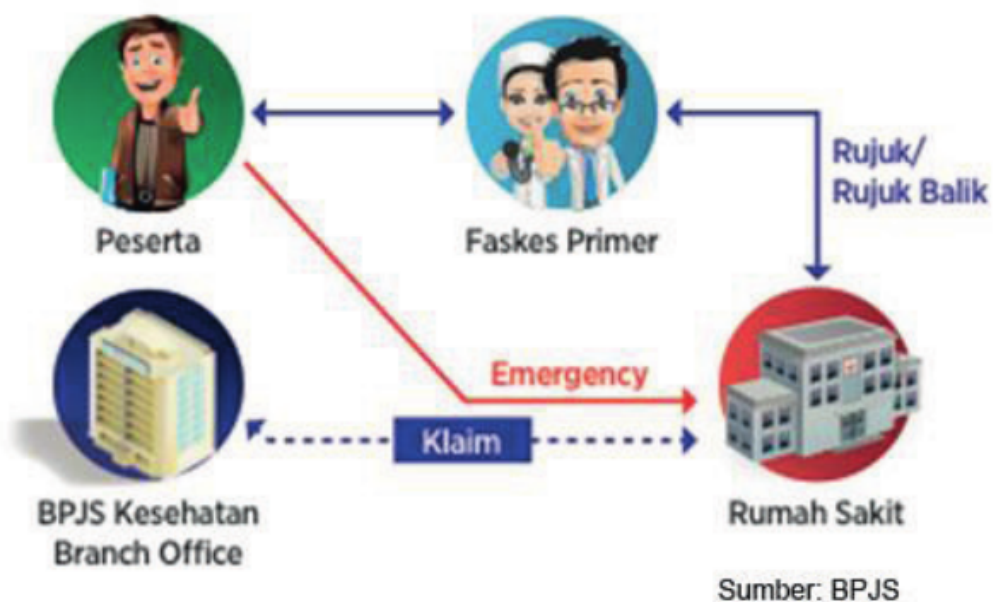 Peserta
Faskes Primer
Rujuk/
Rujuk Balik
Emergency
Klaim
BPJS Kesehatan
Branch Office
Rumah Sakit
Sumber: BPJS